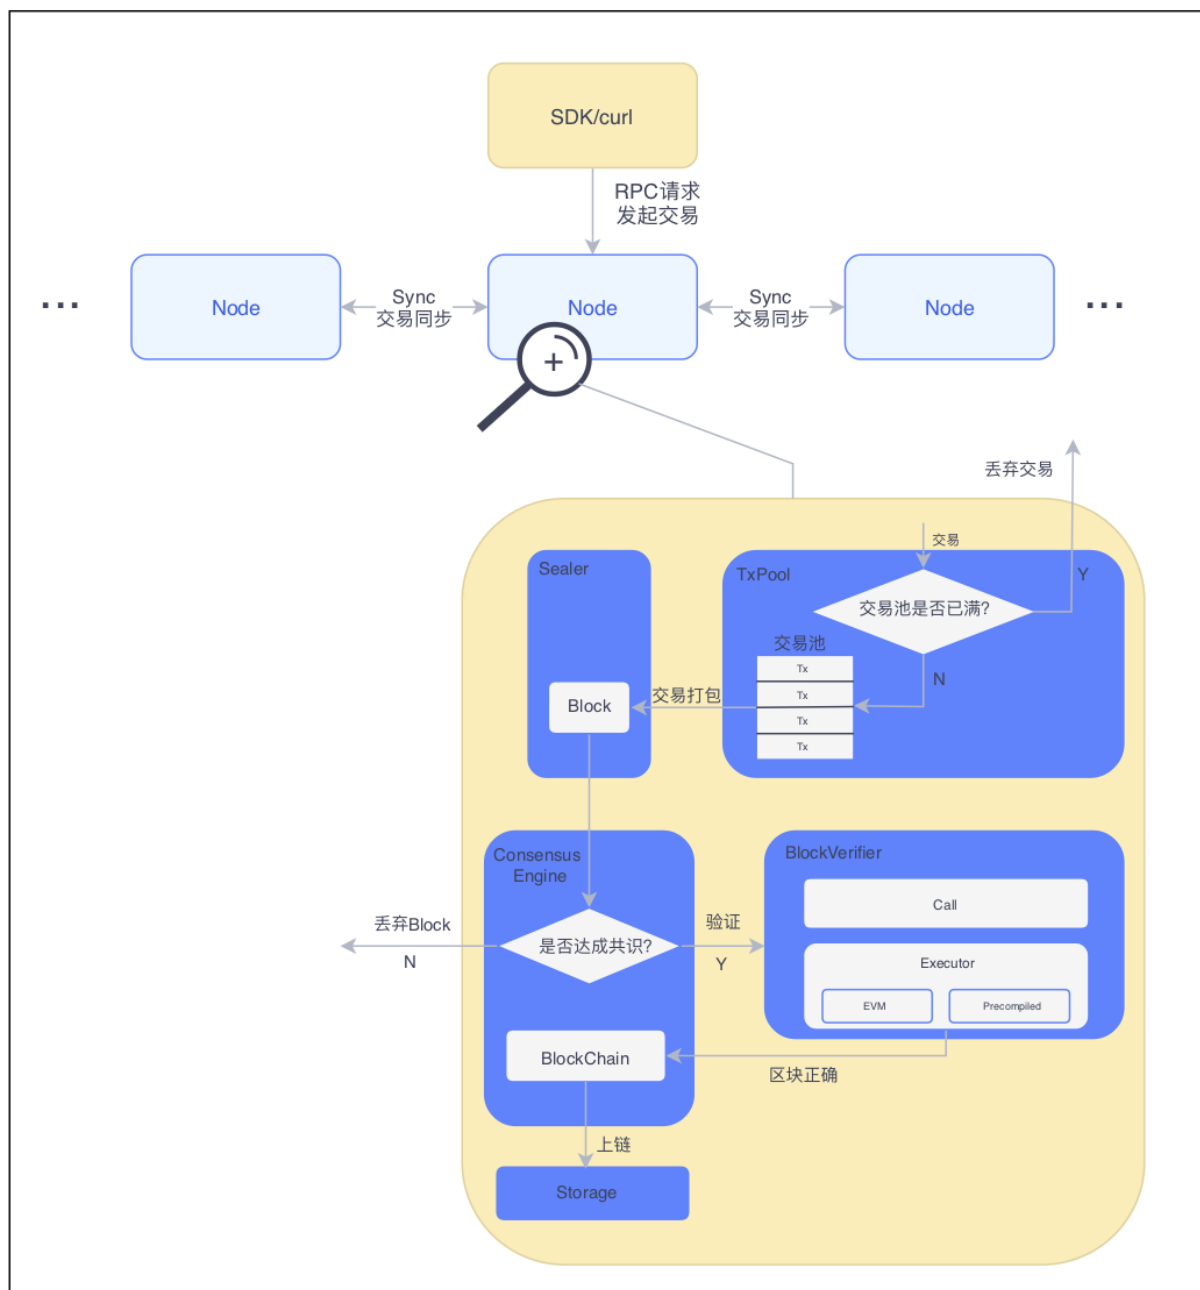 SDK/curl
RPC请求
发起交易
Node
Sync
交易同步
Node
Sync
交易同步
Node
丢弃交易
交易
Sealer
TxPool
Y
交易池是否已满?
交易池
N
Tx
Tx
Tx
Tx
交易打包
Block
Consensus
Engine
BlockVerifier
Call
丢弃Block
N
是否达成共识?
验证
Y
Executor
EVM
Precompiled
BlockChain
区块正确
上链
Storage